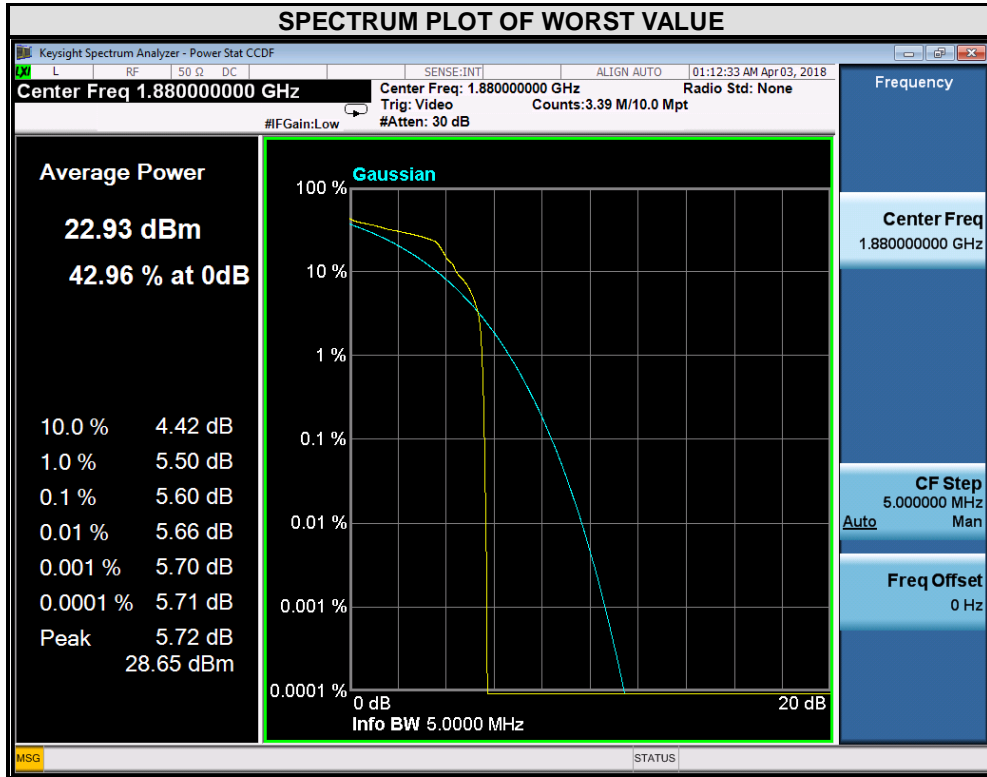 SPECTRUM PLOT OF WORST VALUE
Keysight Spectrum Analyzer - Power Stat CCDF
LXI L RF 50 Ω DC SENSE:INT ALIGN AUTO 01:12:33 AM Apr 03, 2018
Center Freq 1.880000000 GHz
Center Freq: 1.880000000 GHz Radio Std: None
Trig: Video Counts:3.39 M/10.0 Mpt
#IFGain:Low #Atten: 30 dB
Frequency
Average Power
22.93 dBm
42.96 % at 0dB
10.0 % 4.42 dB
1.0 % 5.50 dB
0.1 % 5.60 dB
0.01 % 5.66 dB
0.001 % 5.70 dB
0.0001 % 5.71 dB
Peak 5.72 dB
28.65 dBm
Gaussian
100 %
10 %
1 %
0.1 %
0.01 %
0.001 %
0.0001 %
0 dB 20 dB
Info BW 5.0000 MHz
Center Freq
1.880000000 GHz
CF Step
5.000000 MHz
Auto Man
Freq Offset
0 Hz
MSG STATUS